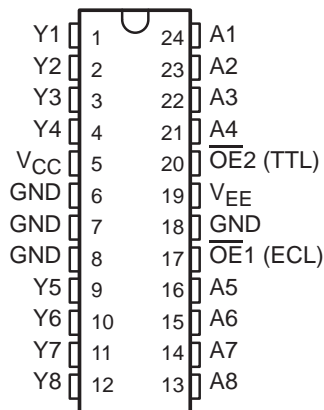 Y1 1 24 A1
Y2 2 23 A2
Y3 3 22 A3
Y4 4 21 A4
VCC 5 20 OE2 (TTL)
GND 6 19 VEE
GND 7 18 GND
GND 8 17 OE1 (ECL)
Y5 9 16 A5
Y6 10 15 A6
Y7 11 14 A7
Y8 12 13 A8